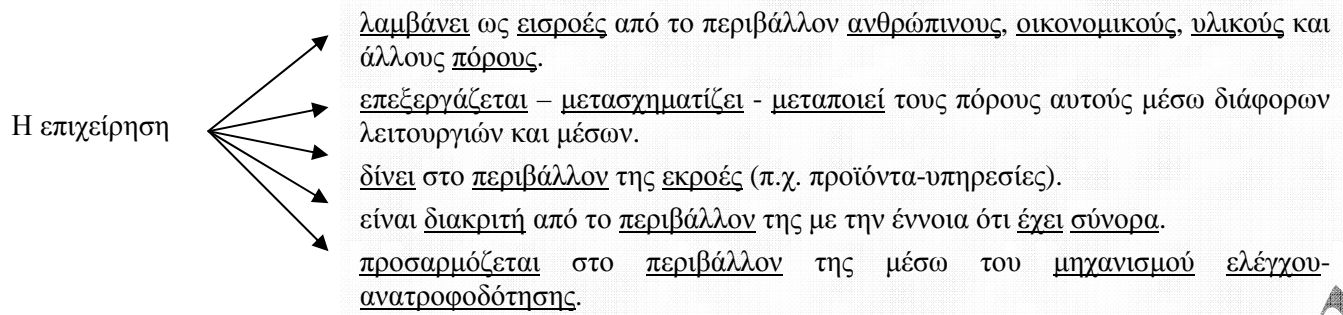 λαμβάνει ως εισροές από το περιβάλλον ανθρώπινους, οικονομικούς, υλικούς και
άλλους πόρους.
επεξεργάζεται – μετασχηματίζει - μεταποιεί τους πόρους αυτούς μέσω διάφορων
Η επιχείρηση
λειτουργιών και μέσων.
δίνει στο περιβάλλον της εκροές (π.χ. προϊόντα-υπηρεσίες).
είναι διακριτή από το περιβάλλον της με την έννοια ότι έχει σύνορα.
προσαρμόζεται στο περιβάλλον της μέσω του μηχανισμού ελέγχου-
ανατροφοδότησης.